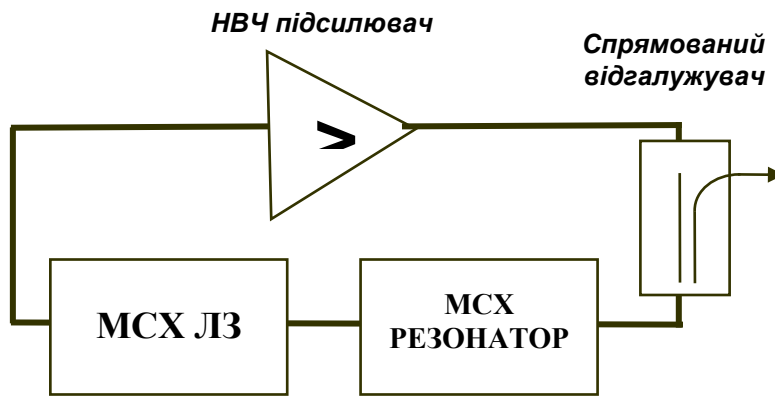 НВЧ підсилювач
Спрямований
відгалужувач
>
МСХ ЛЗ
МСХ
РЕЗОНАТОР